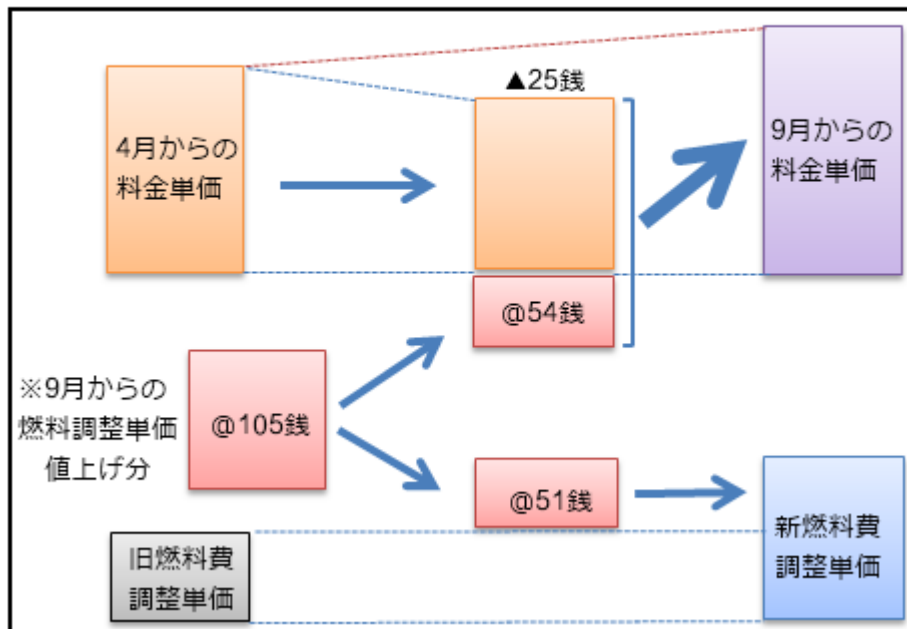 ▲25銭
4月からの
料金単価
9月からの
料金単価
@54銭
※9月からの
燃料調整単価
値上げ分
@105銭
@51銭
旧燃料費
調整単価
新燃料費
調整単価